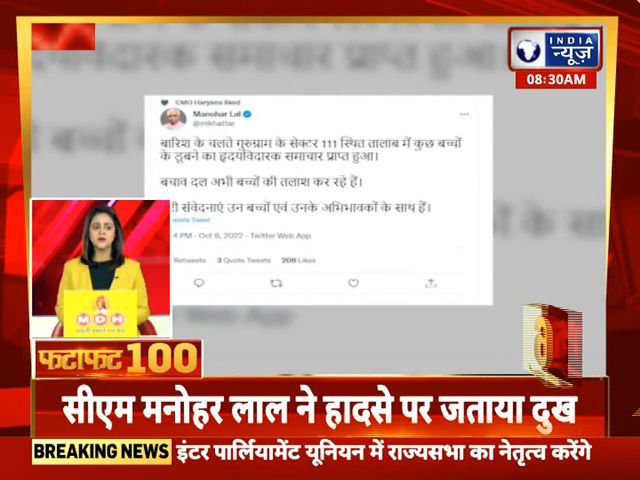 INDIA
न्यूज़
08:30AM
CMO Haryana liked
Manohar Lal
@mlkhattar
बारिश के चलते गुरुग्राम के सेक्टर 111 स्थित तालाब में कुछ बच्चों
के डूबने का हृदयविदारक समाचार प्राप्त हुआ।
बचाव दल अभी बच्चों की तलाश कर रहे हैं।
संवेदनाएं उन बच्चों एवं उनके अभिभावकों के साथ हैं।
Tweet
4 PM - Oct 9, 2022 - Twitter Web App
Retweets 3 Quote Tweets 208 Likes
MDH
फटाफट 100
सीएम मनोहर लाल ने हादसे पर जताया दुख
BREAKING NEWS इंटर पार्लियामेंट यूनियन में राज्यसभा का नेतृत्व करेंगे